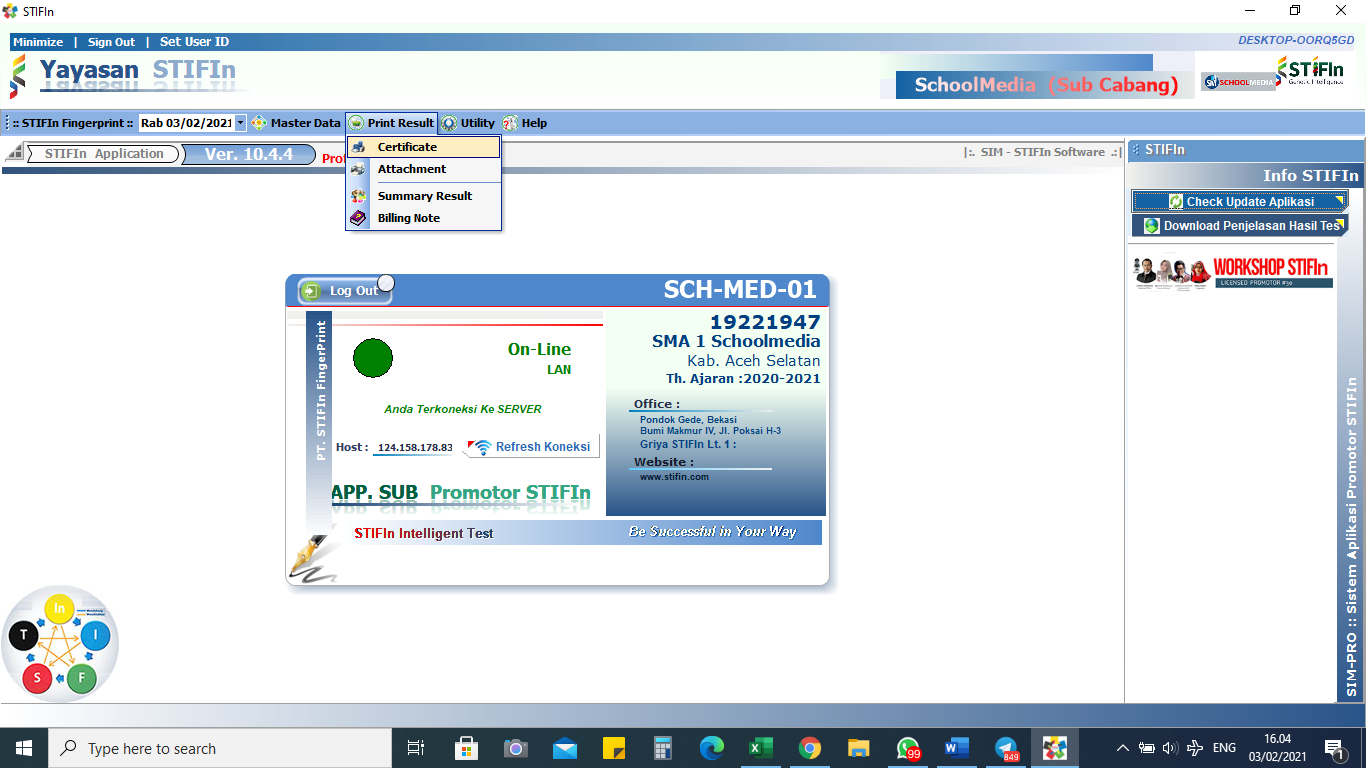 STIFIn
Minimize | Sign Out | Set User ID
DESKTOP-OORQ5GD
Yayasan STIFIn
SchoolMedia (Sub Cabang)
SCHOOLMEDIA
STIFIn
Genetic Intelligence
:: STIFIn Fingerprint :: Rab 03/02/2021 Master Data Print Result Utility Help
STIFIn Application Ver. 10.4.4
|:. SIM - STIFIn Software .:|
Certificate
Attachment
Summary Result
Billing Note
STIFIn
Info STIFIn
Check Update Aplikasi
Download Penjelasan Hasil Tes
WORKSHOP STIFIn
LICENSED PROMOTOR #30
Log Out
SCH-MED-01
PT. STIFIn FingerPrint
On-Line
LAN
Anda Terkoneksi Ke SERVER
Host : 124.158.178.83 Refresh Koneksi
APP. SUB Promotor STIFIn
19221947
SMA 1 Schoolmedia
Kab. Aceh Selatan
Th. Ajaran :2020-2021
Office :
Pondok Gede, Bekasi
Bumi Makmur IV, Jl. Poksai H-3
Griya STIFIn Lt. 1 :
Website :
www.stifin.com
STIFIn Intelligent Test
Be Successful in Your Way
In
T
I
S
F
SIM-PRO :: Sistem Aplikasi Promotor STIFIn
Type here to search
99
849
ENG
16.04
03/02/2021
1